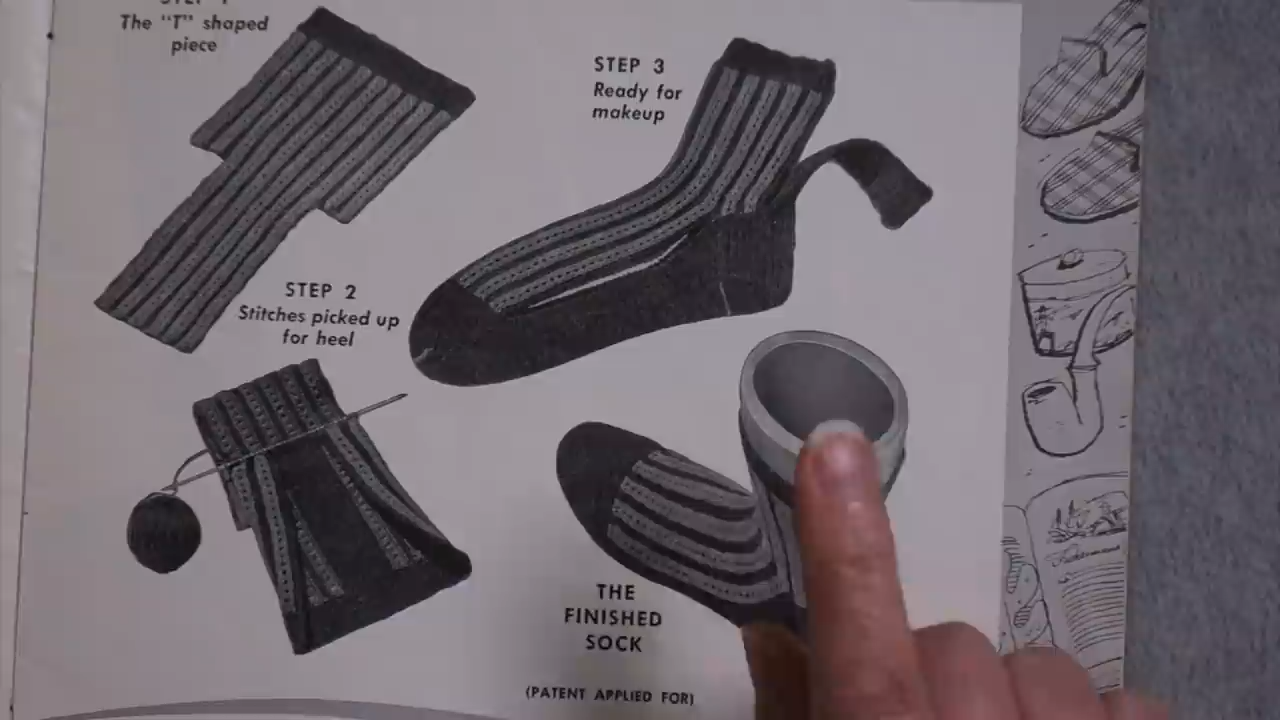 The "T" shaped
piece
STEP 3
Ready for
makeup
STEP 2
Stitches picked up
for heel
THE
FINISHED
SOCK
(PATENT APPLIED FOR)